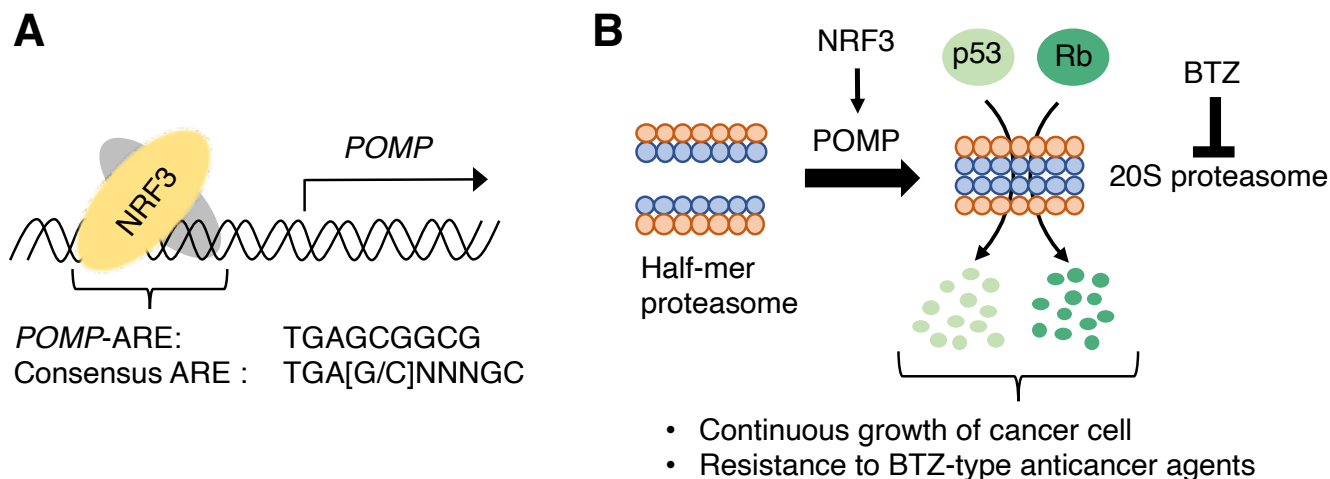 A
NRF3
POMP
POMP-ARE: TGAGCGGCG
Consensus ARE : TGA[G/C]NNNGC
B
NRF3
POMP
Half-mer
proteasome
p53
Rb
BTZ
20S proteasome
• Continuous growth of cancer cell
• Resistance to BTZ-type anticancer agents